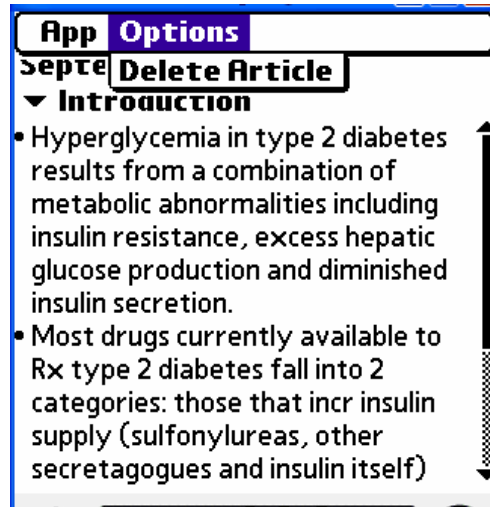 App Options
Septe
Delete Article
Introduction
• Hyperglycemia in type 2 diabetes
results from a combination of
metabolic abnormalities including
insulin resistance, excess hepatic
glucose production and diminished
insulin secretion.
• Most drugs currently available to
Rx type 2 diabetes fall into 2
categories: those that incr insulin
supply (sulfonylureas, other
secretagogues and insulin itself)